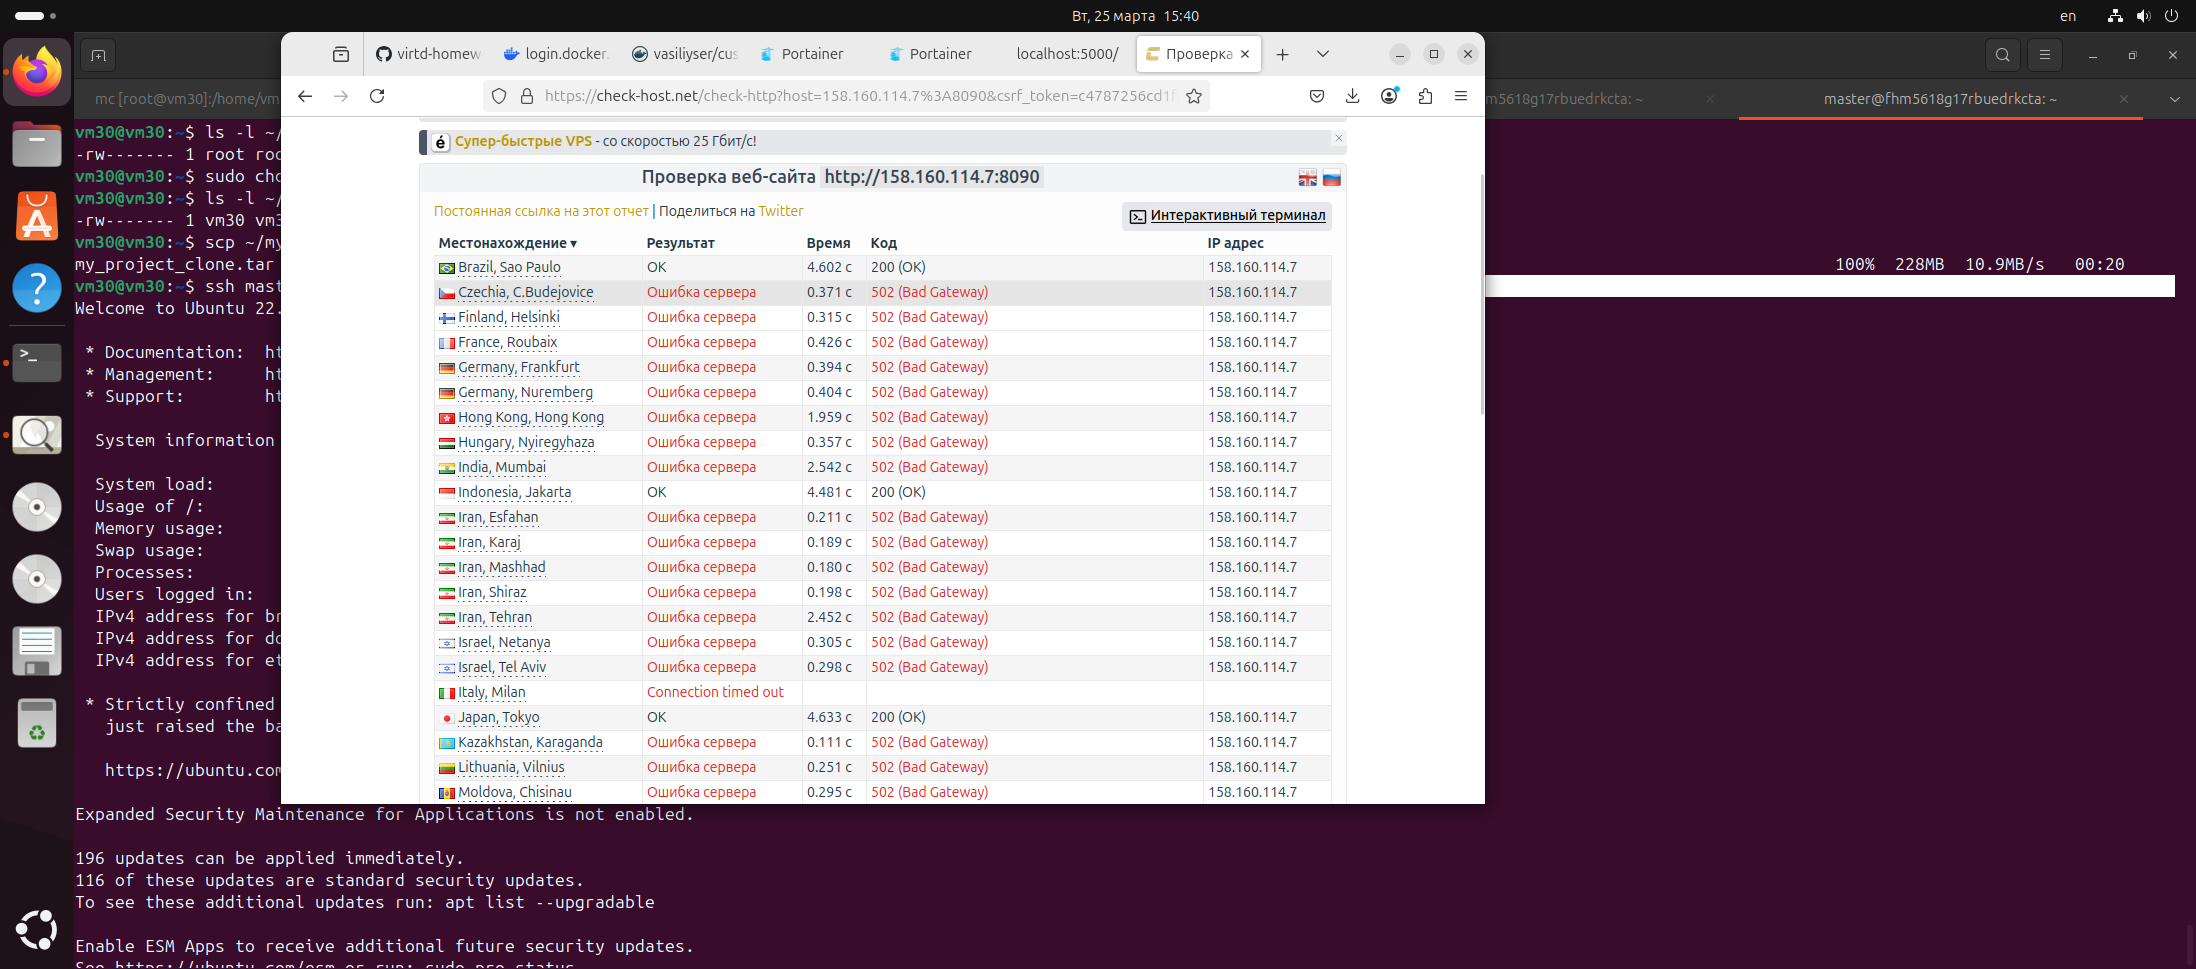 Вт, 25 марта 15:40
en
virtd-homew
login.docker.
vasiliyser/cus
Portainer
Portainer
localhost:5000/
Проверка
https://check-host.net/check-http?host=158.160.114.7%3A8090&csrf_token=c4787256cd1f
mc [root@vm30]:/home/vm
m5618g17rbuedrkcta: ~
master@fhm5618g17rbuedrkcta: ~
vm30@vm30:~$ ls -l ~/
-rw------- 1 root roo
vm30@vm30:~$ sudo cho
vm30@vm30:~$ ls -l ~/
-rw------- 1 vm30 vm3
vm30@vm30:~$ scp ~/my
my_project_clone.tar
100% 228MB 10.9MB/s 00:20
vm30@vm30:~$ ssh mast
Welcome to Ubuntu 22.
* Documentation: ht
* Management: ht
* Support: ht
System information
System load:
Usage of /:
Memory usage:
Swap usage:
Processes:
Users logged in:
IPv4 address for br
IPv4 address for do
IPv4 address for et
* Strictly confined
just raised the ba
https://ubuntu.com
Супер-быстрые VPS - со скоростью 25 Гбит/с!
Проверка веб-сайта http://158.160.114.7:8090
Постоянная ссылка на этот отчет | Поделиться на Twitter
Интерактивный терминал
Местонахождение ▾ Результат Время Код IP адрес
Brazil, Sao Paulo OK 4.602 с 200 (OK) 158.160.114.7
Czechia, C.Budejovice Ошибка сервера 0.371 с 502 (Bad Gateway) 158.160.114.7
Finland, Helsinki Ошибка сервера 0.315 с 502 (Bad Gateway) 158.160.114.7
France, Roubaix Ошибка сервера 0.426 с 502 (Bad Gateway) 158.160.114.7
Germany, Frankfurt Ошибка сервера 0.394 с 502 (Bad Gateway) 158.160.114.7
Germany, Nuremberg Ошибка сервера 0.404 с 502 (Bad Gateway) 158.160.114.7
Hong Kong, Hong Kong Ошибка сервера 1.959 с 502 (Bad Gateway) 158.160.114.7
Hungary, Nyiregyhaza Ошибка сервера 0.357 с 502 (Bad Gateway) 158.160.114.7
India, Mumbai Ошибка сервера 2.542 с 502 (Bad Gateway) 158.160.114.7
Indonesia, Jakarta OK 4.481 с 200 (OK) 158.160.114.7
Iran, Esfahan Ошибка сервера 0.211 с 502 (Bad Gateway) 158.160.114.7
Iran, Karaj Ошибка сервера 0.189 с 502 (Bad Gateway) 158.160.114.7
Iran, Mashhad Ошибка сервера 0.180 с 502 (Bad Gateway) 158.160.114.7
Iran, Shiraz Ошибка сервера 0.198 с 502 (Bad Gateway) 158.160.114.7
Iran, Tehran Ошибка сервера 2.452 с 502 (Bad Gateway) 158.160.114.7
Israel, Netanya Ошибка сервера 0.305 с 502 (Bad Gateway) 158.160.114.7
Israel, Tel Aviv Ошибка сервера 0.298 с 502 (Bad Gateway) 158.160.114.7
Italy, Milan Connection timed out
Japan, Tokyo OK 4.633 с 200 (OK) 158.160.114.7
Kazakhstan, Karaganda Ошибка сервера 0.111 с 502 (Bad Gateway) 158.160.114.7
Lithuania, Vilnius Ошибка сервера 0.251 с 502 (Bad Gateway) 158.160.114.7
Moldova, Chisinau Ошибка сервера 0.295 с 502 (Bad Gateway) 158.160.114.7
Expanded Security Maintenance for Applications is not enabled.
196 updates can be applied immediately.
116 of these updates are standard security updates.
To see these additional updates run: apt list --upgradable
Enable ESM Apps to receive additional future security updates.
See https://ubuntu.com/esm or run: sudo pro status